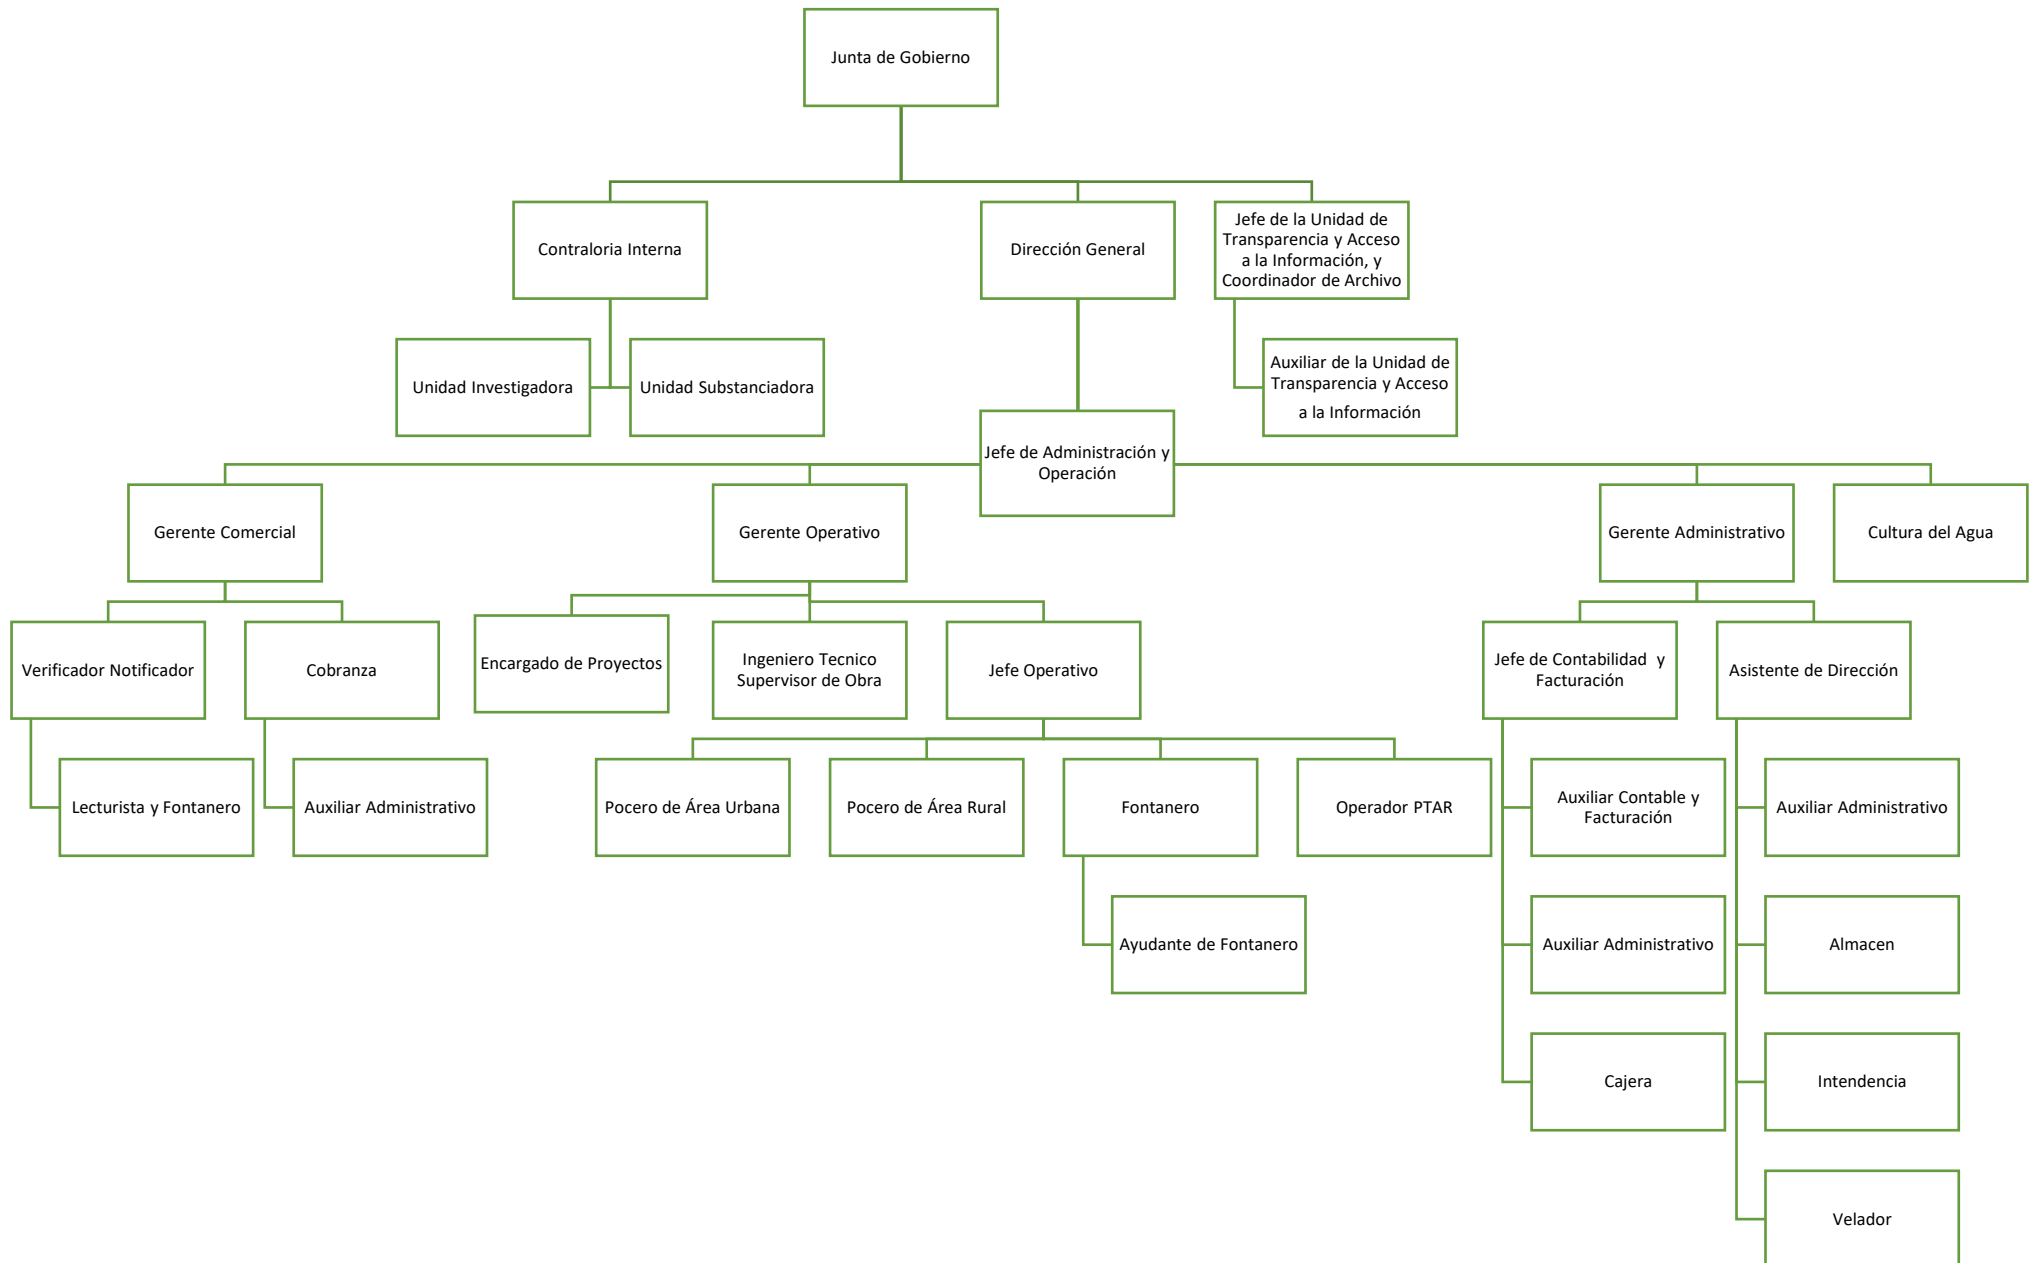 Junta de Gobierno
Contraloria Interna
Dirección General
Jefe de la Unidad de
Transparencia y Acceso
a la Información, y
Coordinador de Archivo
Unidad Investigadora
Unidad Substanciadora
Auxiliar de la Unidad de
Transparencia y Acceso
a la Información
Jefe de Administración y
Operación
Gerente Comercial
Gerente Operativo
Gerente Administrativo
Cultura del Agua
Verificador Notificador
Cobranza
Encargado de Proyectos
Ingeniero Tecnico
Supervisor de Obra
Jefe Operativo
Jefe de Contabilidad y
Facturación
Asistente de Dirección
Lecturista y Fontanero
Auxiliar Administrativo
Pocero de Área Urbana
Pocero de Área Rural
Fontanero
Operador PTAR
Auxiliar Contable y
Facturación
Auxiliar Administrativo
Ayudante de Fontanero
Auxiliar Administrativo
Almacen
Cajera
Intendencia
Velador